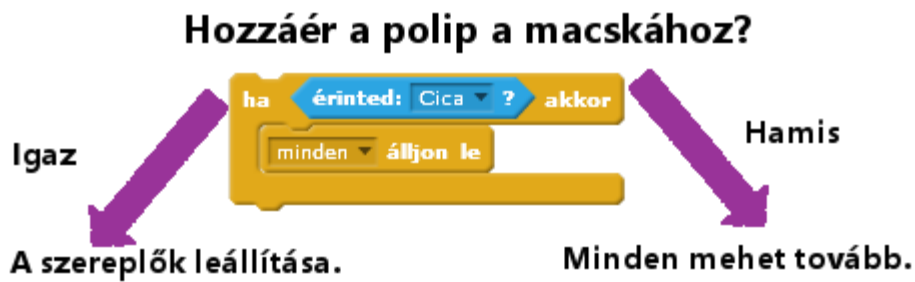 Hozzáér a polip a macskához?
ha érinted: Cica ? akkor
minden álljon le
Igaz
Hamis
A szereplők leállítása.
Minden mehet tovább.